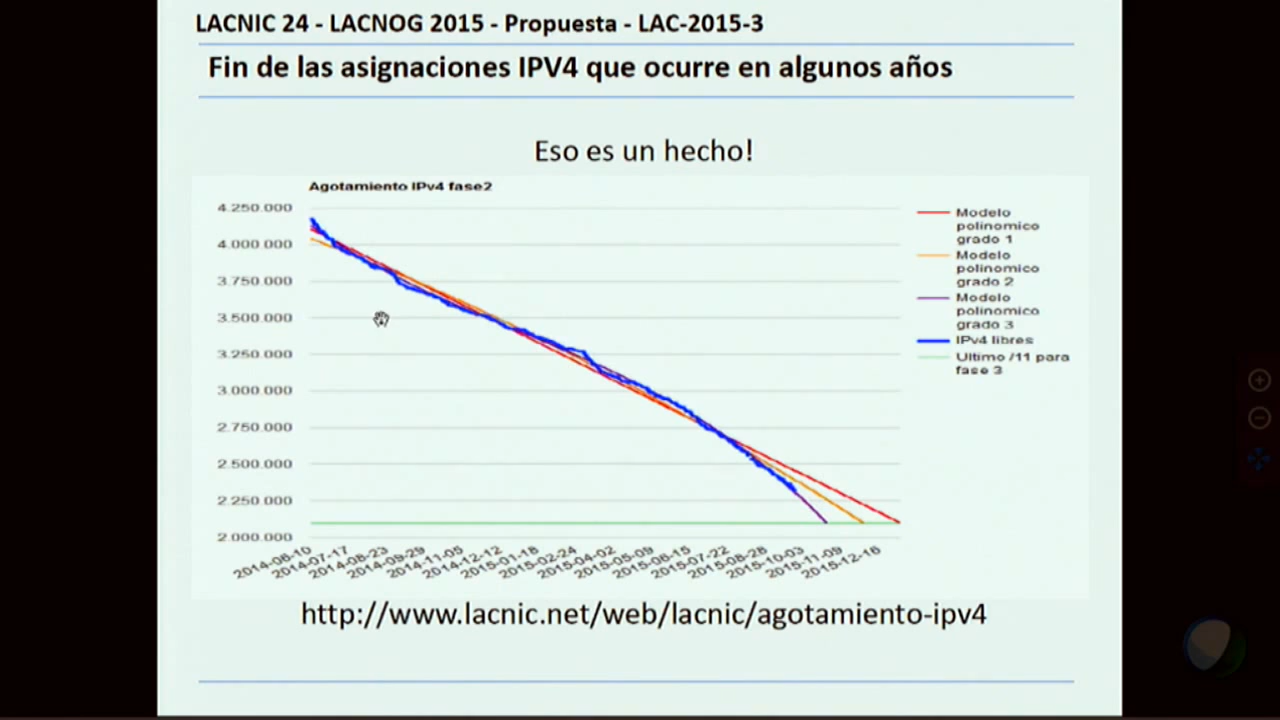 LACNIC 24 - LACNOG 2015 - Propuesta - LAC-2015-3
Fin de las asignaciones IPV4 que ocurre en algunos años
Eso es un hecho!
Agotamiento IPv4 fase2
4.250.000
4.000.000
3.750.000
3.500.000
3.250.000
3.000.000
2.750.000
2.500.000
2.250.000
2.000.000
Modelo
polinomico
grado 1
Modelo
polinomico
grado 2
Modelo
polinomico
grado 3
IPv4 libres
Ultimo /11 para
fase 3
2014-06-10
2014-07-17
2014-08-23
2014-09-29
2014-11-05
2014-12-12
2015-01-18
2015-02-24
2015-04-02
2015-05-09
2015-06-15
2015-07-22
2015-08-28
2015-10-03
2015-11-09
2015-12-16
http://www.lacnic.net/web/lacnic/agotamiento-ipv4